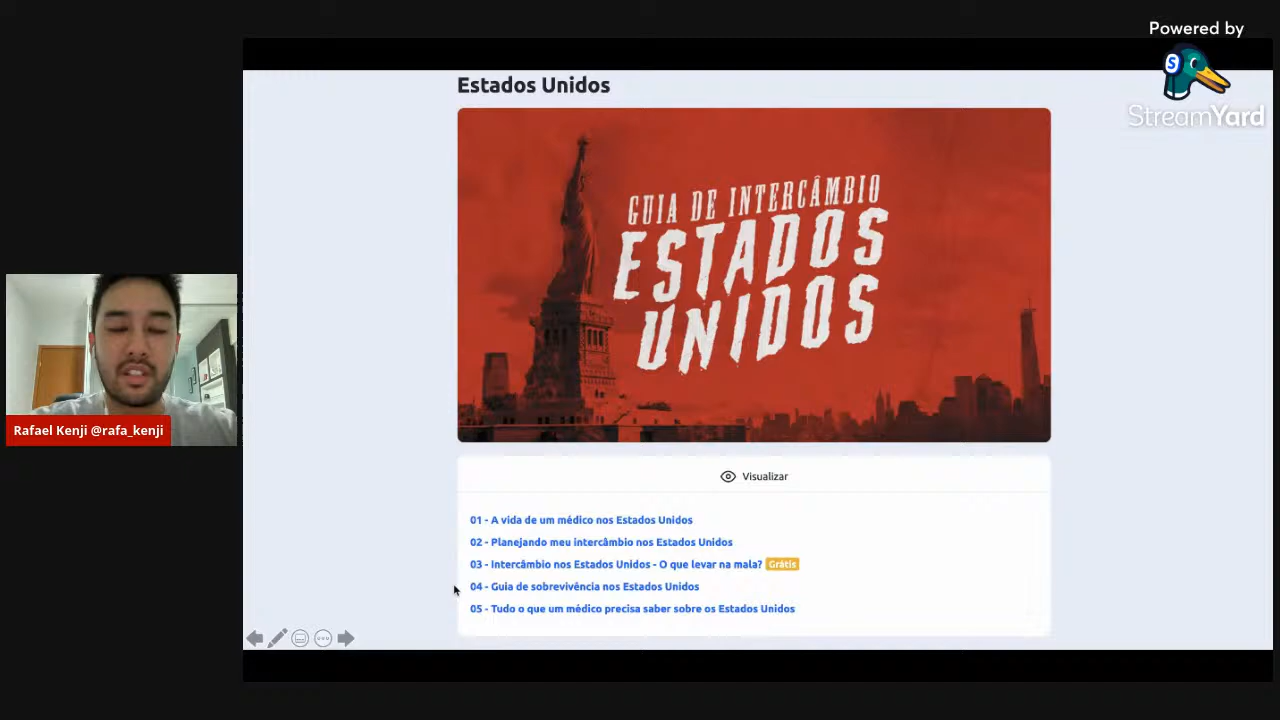 Powered by
StreamYard
Estados Unidos
GUIA DE INTERCÂMBIO
ESTADOS
UNIDOS
Visualizar
01 - A vida de um médico nos Estados Unidos
02 - Planejando meu intercâmbio nos Estados Unidos
03 - Intercâmbio nos Estados Unidos - O que levar na mala? Grátis
04 - Guia de sobrevivência nos Estados Unidos
05 - Tudo o que um médico precisa saber sobre os Estados Unidos
Rafael Kenji @rafa_kenji